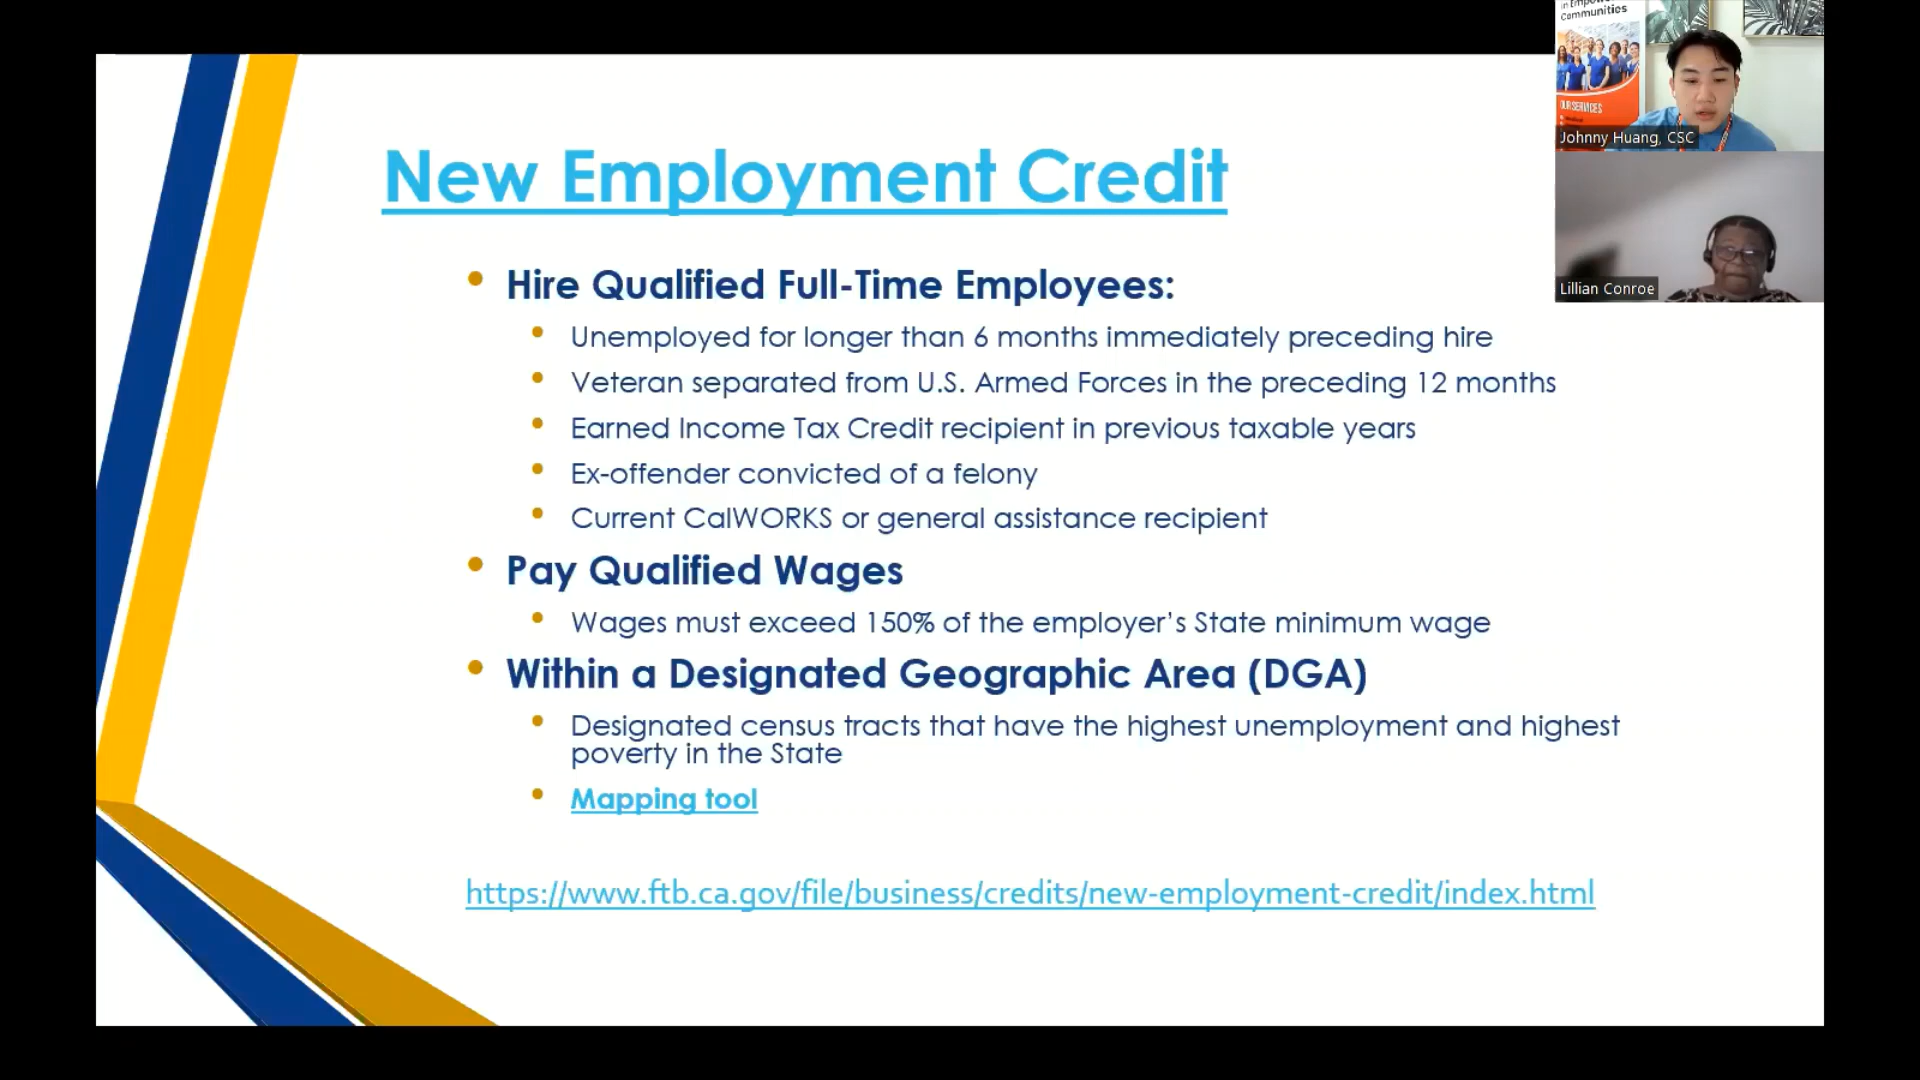 in Empow
Communities
OUR SERVICES
Johnny Huang, CSC
Lillian Conroe
New Employment Credit
• Hire Qualified Full-Time Employees:
• Unemployed for longer than 6 months immediately preceding hire
• Veteran separated from U.S. Armed Forces in the preceding 12 months
• Earned Income Tax Credit recipient in previous taxable years
• Ex-offender convicted of a felony
• Current CalWORKS or general assistance recipient
• Pay Qualified Wages
• Wages must exceed 150% of the employer’s State minimum wage
• Within a Designated Geographic Area (DGA)
• Designated census tracts that have the highest unemployment and highest
poverty in the State
• Mapping tool
https://www.ftb.ca.gov/file/business/credits/new-employment-credit/index.html